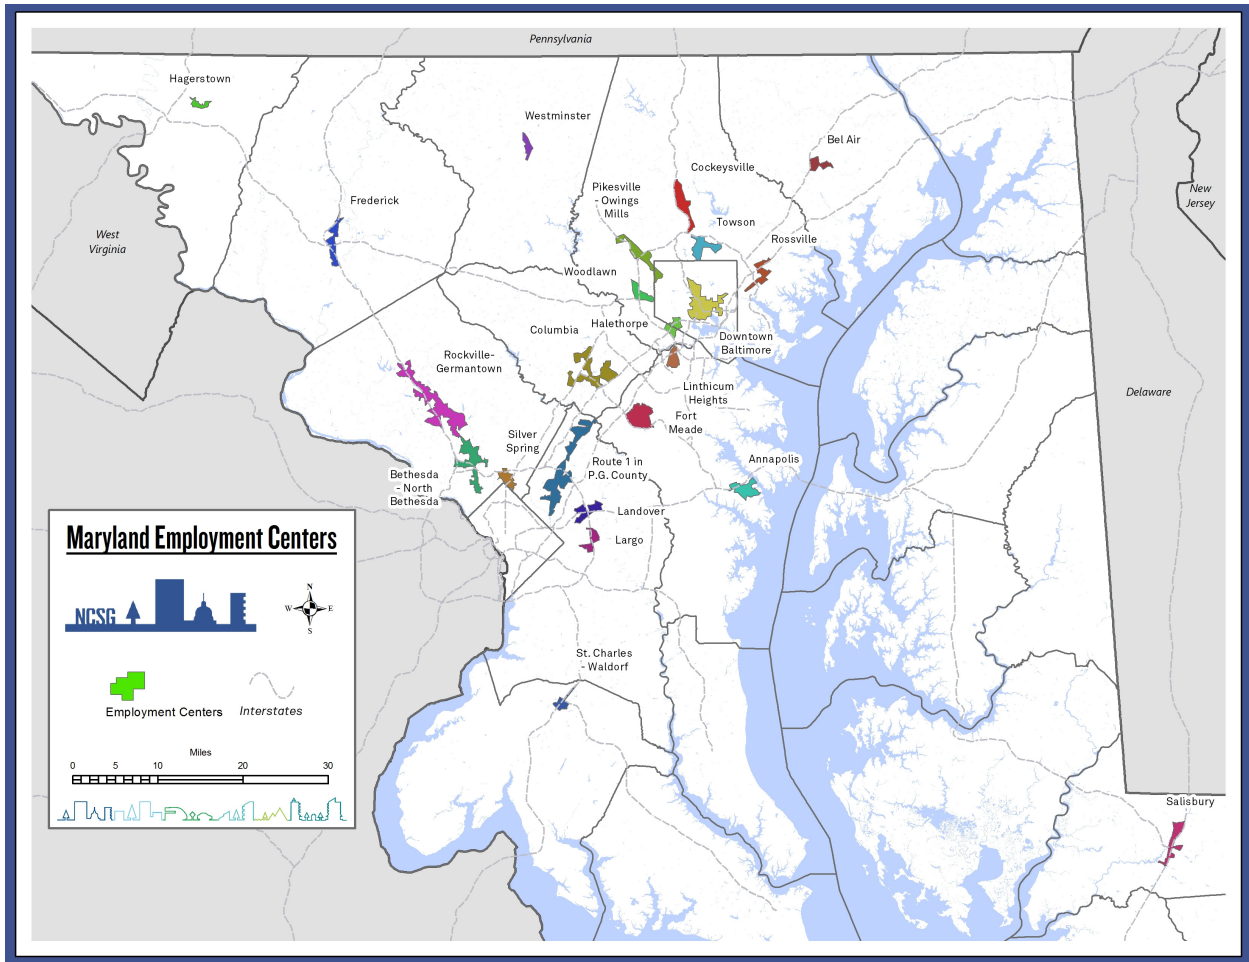 Pennsylvania
Hagerstown
Westminster
Bel Air
Cockeysville
Pikesville
- Owings
Mills
New
Jersey
Frederick
Towson
West
Virginia
Rossville
Woodlawn
Columbia
Halethorpe
Downtown
Baltimore
Rockville-
Germantown
Linthicum
Heights
Delaware
Fort
Meade
Silver
Spring
Route 1 in
P.G. County
Annapolis
Bethesda
- North
Bethesda
Landover
Largo
Maryland Employment Centers
NCSG
N
W E
S
St. Charles
- Waldorf
Employment Centers
Interstates
Miles
0 5 10 20 30
Salisbury